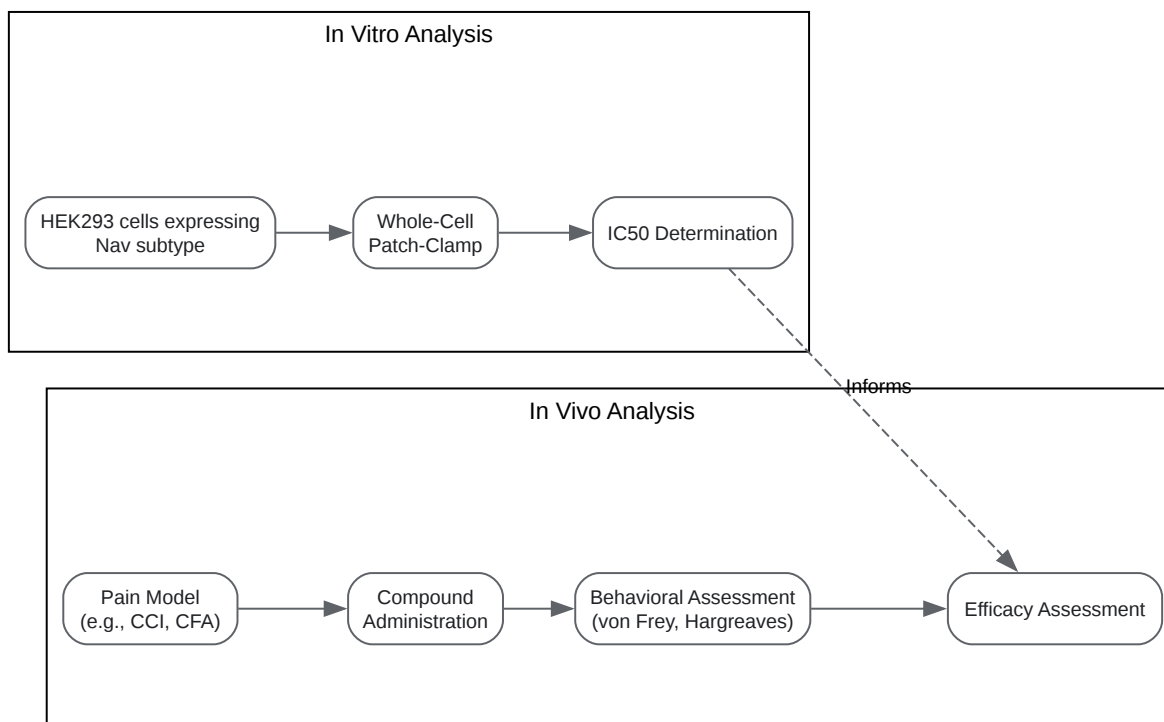 In Vitro Analysis
HEK293 cells expressing
Nav subtype
Whole-Cell
Patch-Clamp
IC50 Determination
Informs
In Vivo Analysis
Pain Model
(e.g., CCI, CFA)
Compound
Administration
Behavioral Assessment
(von Frey, Hargreaves)
Efficacy Assessment